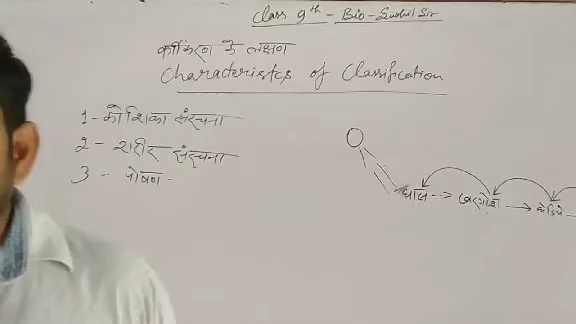 Class 9th - Bio - Sushil Sir
वर्गीकरण के लक्षण
Characteristics of Classification
1 - कोशिका संरचना
2 - शरीर संरचना
3 - पोषण -
घास --> खरगोश -->